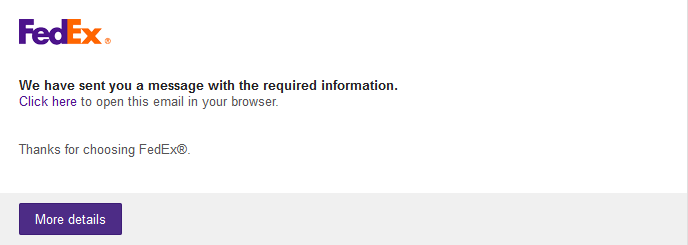 FedEx®
We have sent you a message with the required information.
Click here to open this email in your browser.
Thanks for choosing FedEx®.
More details